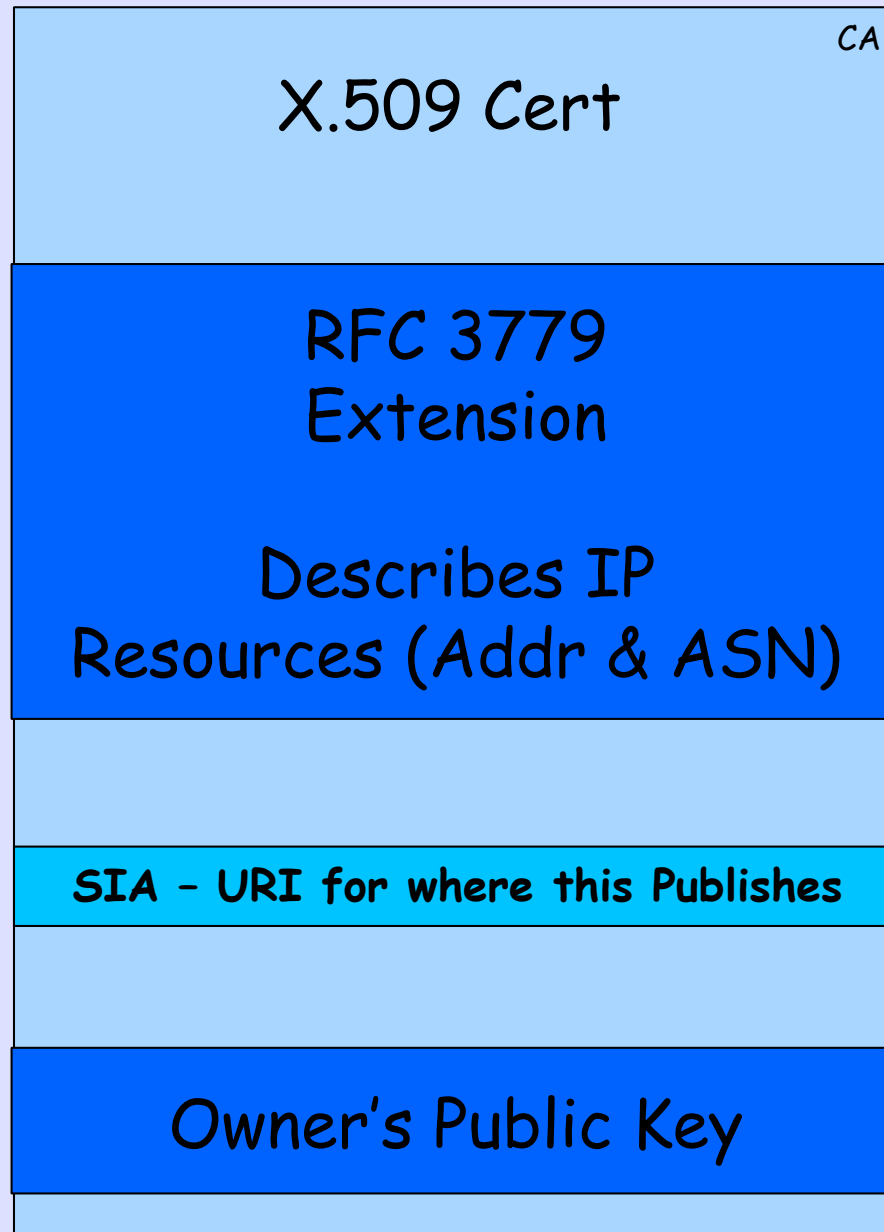 CA
X.509 Cert
RFC 3779
Extension
Describes IP
Resources (Addr & ASN)
SIA – URI for where this Publishes
Owner’s Public Key